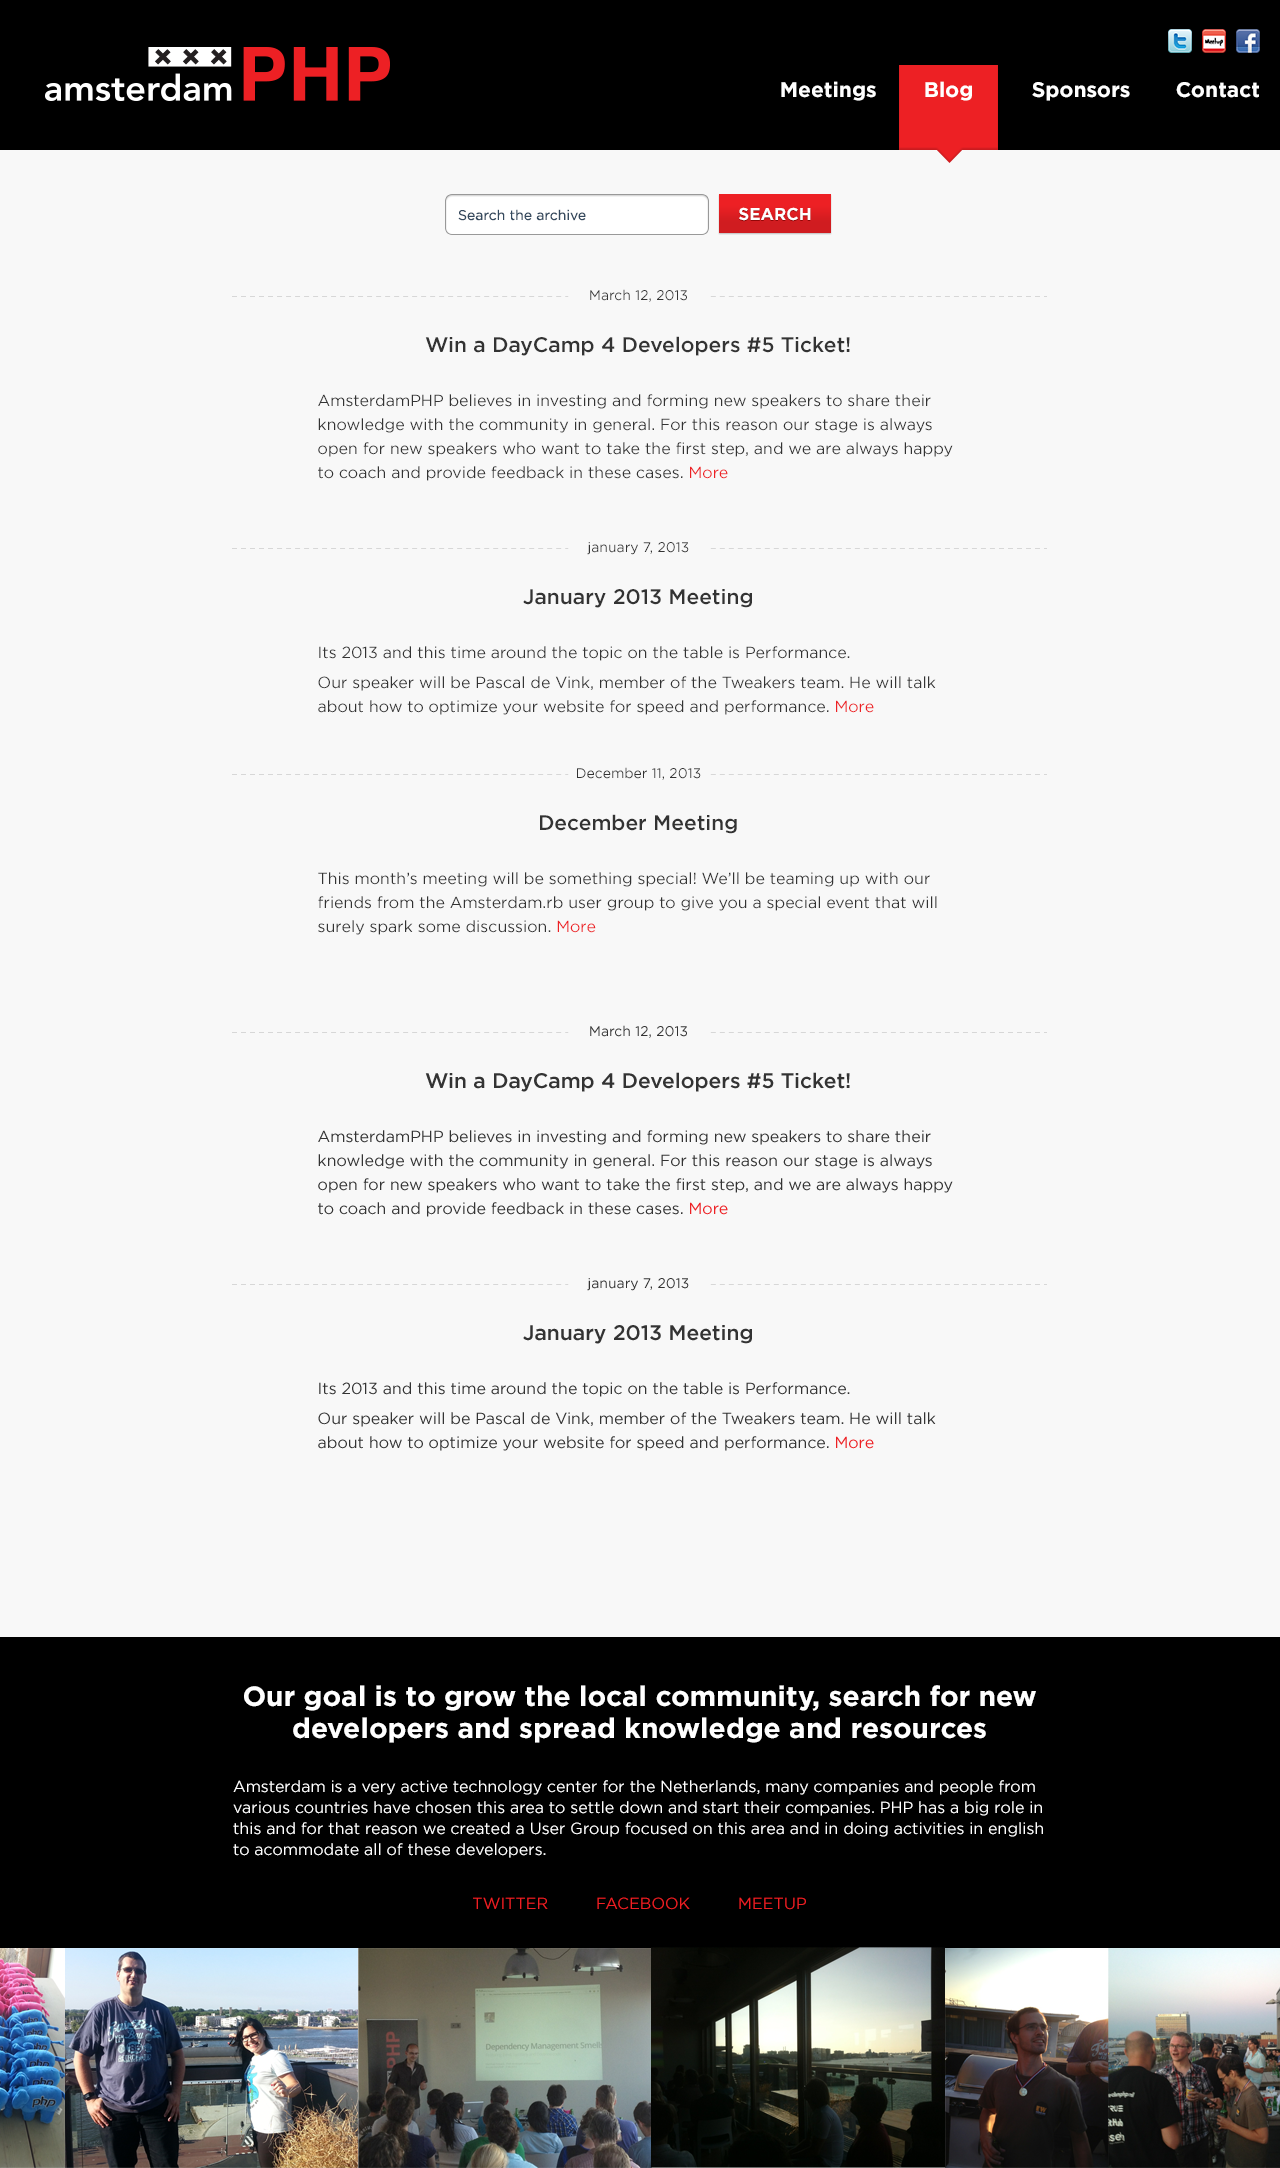 xxx
amsterdam PHP
Meetings Blog Sponsors Contact
Search the archive SEARCH
March 12, 2013
Win a DayCamp 4 Developers #5 Ticket!
AmsterdamPHP believes in investing and forming new speakers to share their
knowledge with the community in general. For this reason our stage is always
open for new speakers who want to take the first step, and we are always happy
to coach and provide feedback in these cases. More
january 7, 2013
January 2013 Meeting
Its 2013 and this time around the topic on the table is Performance.
Our speaker will be Pascal de Vink, member of the Tweakers team. He will talk
about how to optimize your website for speed and performance. More
December 11, 2013
December Meeting
This month’s meeting will be something special! We’ll be teaming up with our
friends from the Amsterdam.rb user group to give you a special event that will
surely spark some discussion. More
March 12, 2013
Win a DayCamp 4 Developers #5 Ticket!
AmsterdamPHP believes in investing and forming new speakers to share their
knowledge with the community in general. For this reason our stage is always
open for new speakers who want to take the first step, and we are always happy
to coach and provide feedback in these cases. More
january 7, 2013
January 2013 Meeting
Its 2013 and this time around the topic on the table is Performance.
Our speaker will be Pascal de Vink, member of the Tweakers team. He will talk
about how to optimize your website for speed and performance. More
Our goal is to grow the local community, search for new
developers and spread knowledge and resources
Amsterdam is a very active technology center for the Netherlands, many companies and people from
various countries have chosen this area to settle down and start their companies. PHP has a big role in
this and for that reason we created a User Group focused on this area and in doing activities in english
to acommodate all of these developers.
TWITTER FACEBOOK MEETUP
php
PHP
Dependency Management Smells